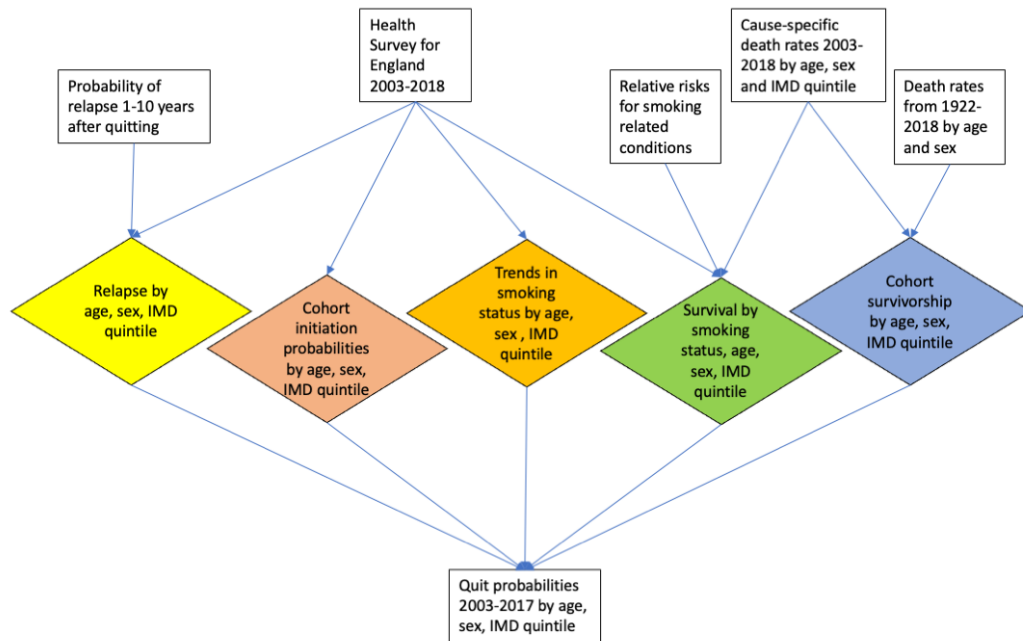 Health
Survey for
England
2003-2018
Cause-specific
death rates 2003-
2018 by age, sex
and IMD quintile
Probability of
relapse 1-10 years
after quitting
Relative risks
for smoking
related
conditions
Death rates
from 1922-
2018 by age
and sex
Relapse by
age, sex, IMD
quintile
Cohort
initiation
probabilities
by age, sex,
IMD quintile
Trends in
smoking
status by age,
sex , IMD
quintile
Survival by
smoking
status, age,
sex, IMD
quintile
Cohort
survivorship
by age, sex,
IMD quintile
Quit probabilities
2003-2017 by age,
sex, IMD quintile